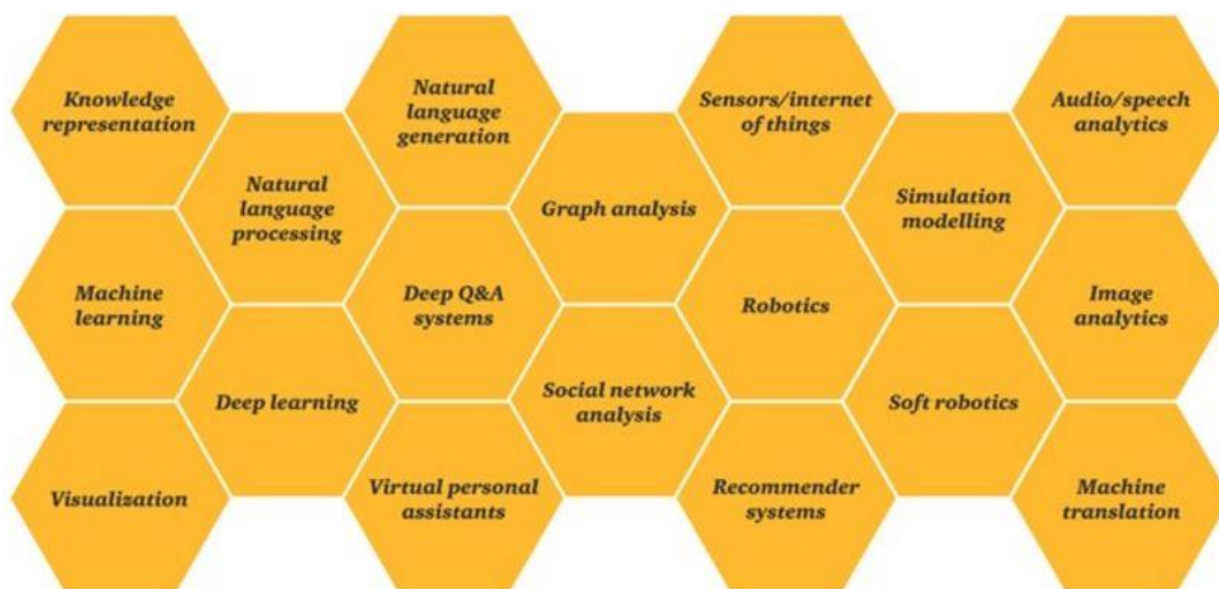 Knowledge
representation
Natural
language
generation
Sensors/internet
of things
Audio/speech
analytics
Natural
language
processing
Graph analysis
Simulation
modelling
Machine
learning
Deep Q&A
systems
Robotics
Image
analytics
Deep learning
Social network
analysis
Soft robotics
Visualization
Virtual personal
assistants
Recommender
systems
Machine
translation